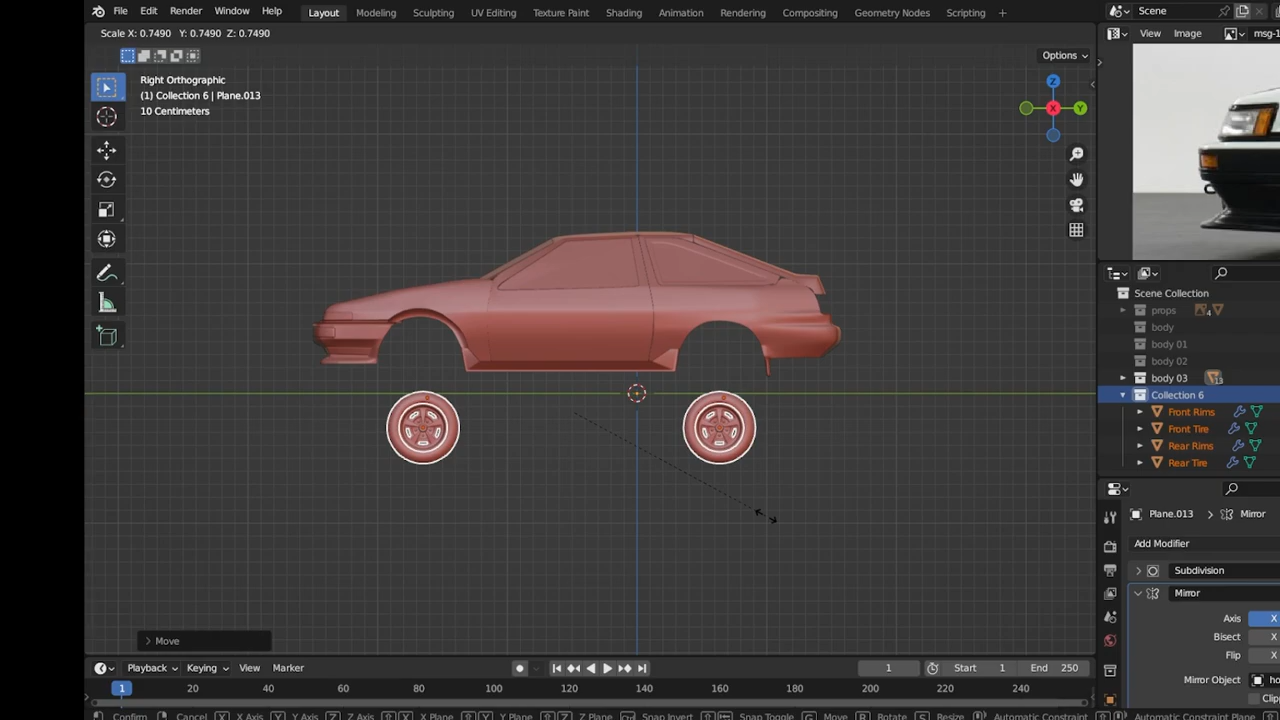 File Edit Render Window Help Layout Modeling Sculpting UV Editing Texture Paint Shading Animation Rendering Compositing Geometry Nodes Scripting + Scene
Scale X: 0.7490 Y: 0.7490 Z: 0.7490
View Image msg-1
Options
Right Orthographic
(1) Collection 6 | Plane.013
10 Centimeters
Z
X
Y
Scene Collection
props 4
body
body 01
body 02
body 03 13
Collection 6
Front Rims
Front Tire
Rear Rims
Rear Tire
Plane.013 > Mirror
Add Modifier
Subdivision
Mirror
Axis X
Bisect X
Flip X
Mirror Object ho
Clip
> Move
Playback Keying View Marker 1 Start 1 End 250
1 20 40 60 80 100 120 140 160 180 200 220 240
Confirm Cancel X X Axis Y Y Axis Z Z Axis X X Plane Y Y Plane Z Z Plane Snap Invert Snap Toggle G Move R Rotate S Resize Automatic Constraint Automatic Constraint Plane